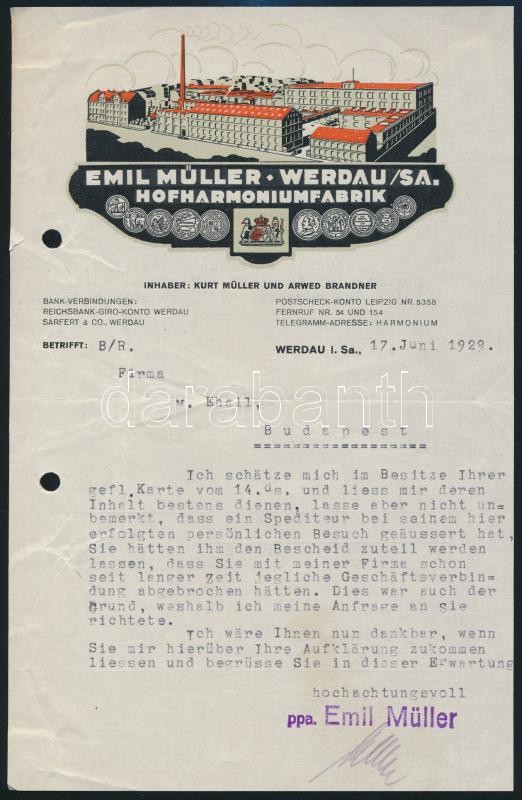 EMIL MÜLLER · WERDAU/SA.
HOFHARMONIUMFABRIK
INHABER: KURT MÜLLER UND ARWED BRANDNER
BANK-VERBINDUNGEN:
REICHSBANK-GIRO-KONTO WERDAU
SARFERT & CO., WERDAU
POSTSCHECK-KONTO LEIPZIG NR. 5358
FERNRUF NR. 54 UND 154
TELEGRAMM-ADRESSE: HARMONIUM
BETRIFFT: B/R.
WERDAU I. Sa., 17. Juni 1929.
Firma
M. Ehall,
darabanth
Budapest
==================
Ich schätze mich im Besitze Ihrer
gefl. Karte vom 14. ds. und liess mir deren
Inhalt bestens dienen, lasse aber nicht un-
bemerkt, dass ein Spediteur bei seinem hier
erfolgten persönlichen Besuch geäussert hat,
Sie hätten ihm den Bescheid zuteil werden
lassen, dass Sie mit meiner Firma schon
seit langer zeit jegliche Geschäftsverbin-
dung abgebrochen hätten. Dies war auch der
Grund, weshalb ich meine Anfrage an sie
richtete.
Ich wäre Ihnen nun dankbar, wenn
Sie mir hierüber Ihre Aufklärung zukommen
liessen und begrüsse Sie in dieser Erwartung
hochachtungsvoll
ppa. Emil Müller